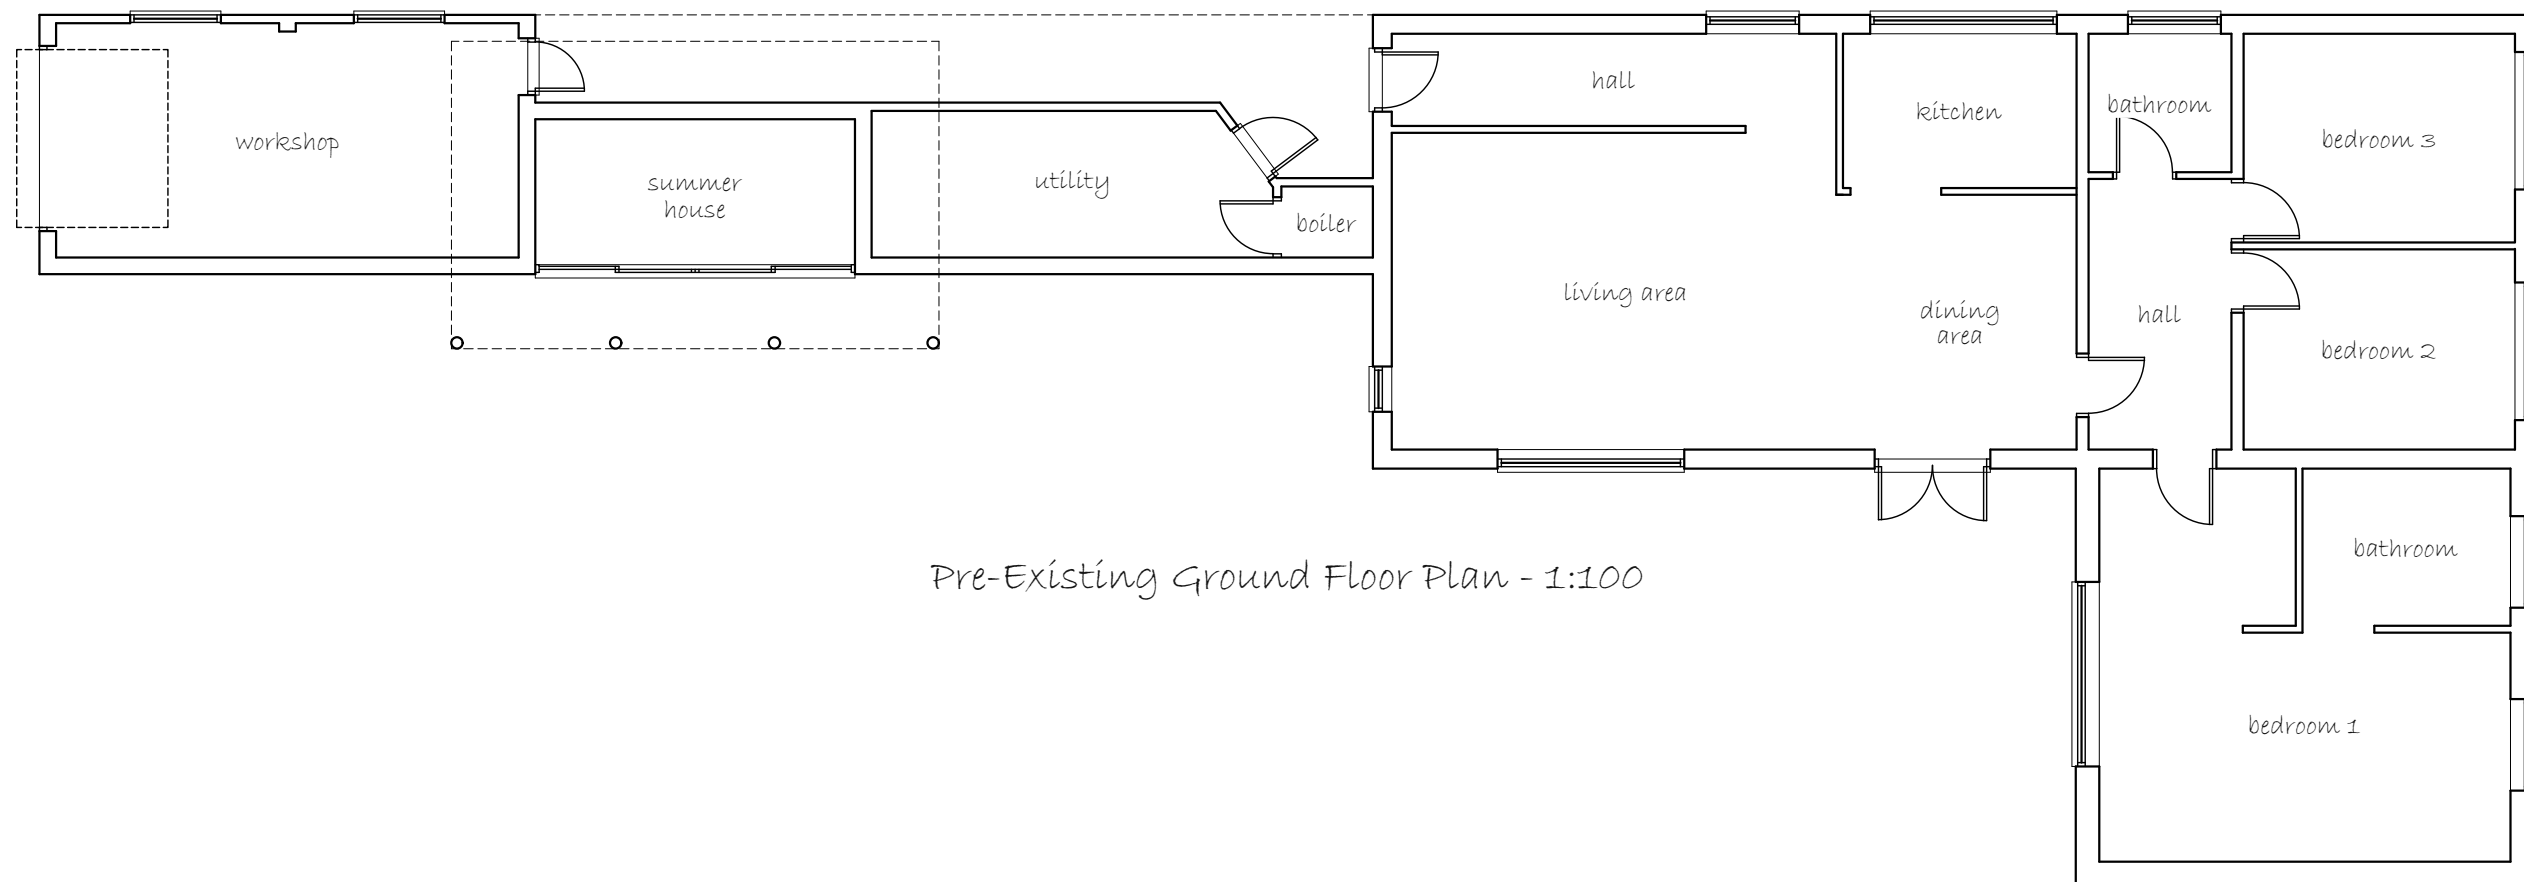 workshop
summer
house
utility
boiler
hall
kitchen
bathroom
bedroom 3
living area
dining
area
hall
bedroom 2
Pre-Existing Ground Floor Plan - 1:100
bathroom
bedroom 1